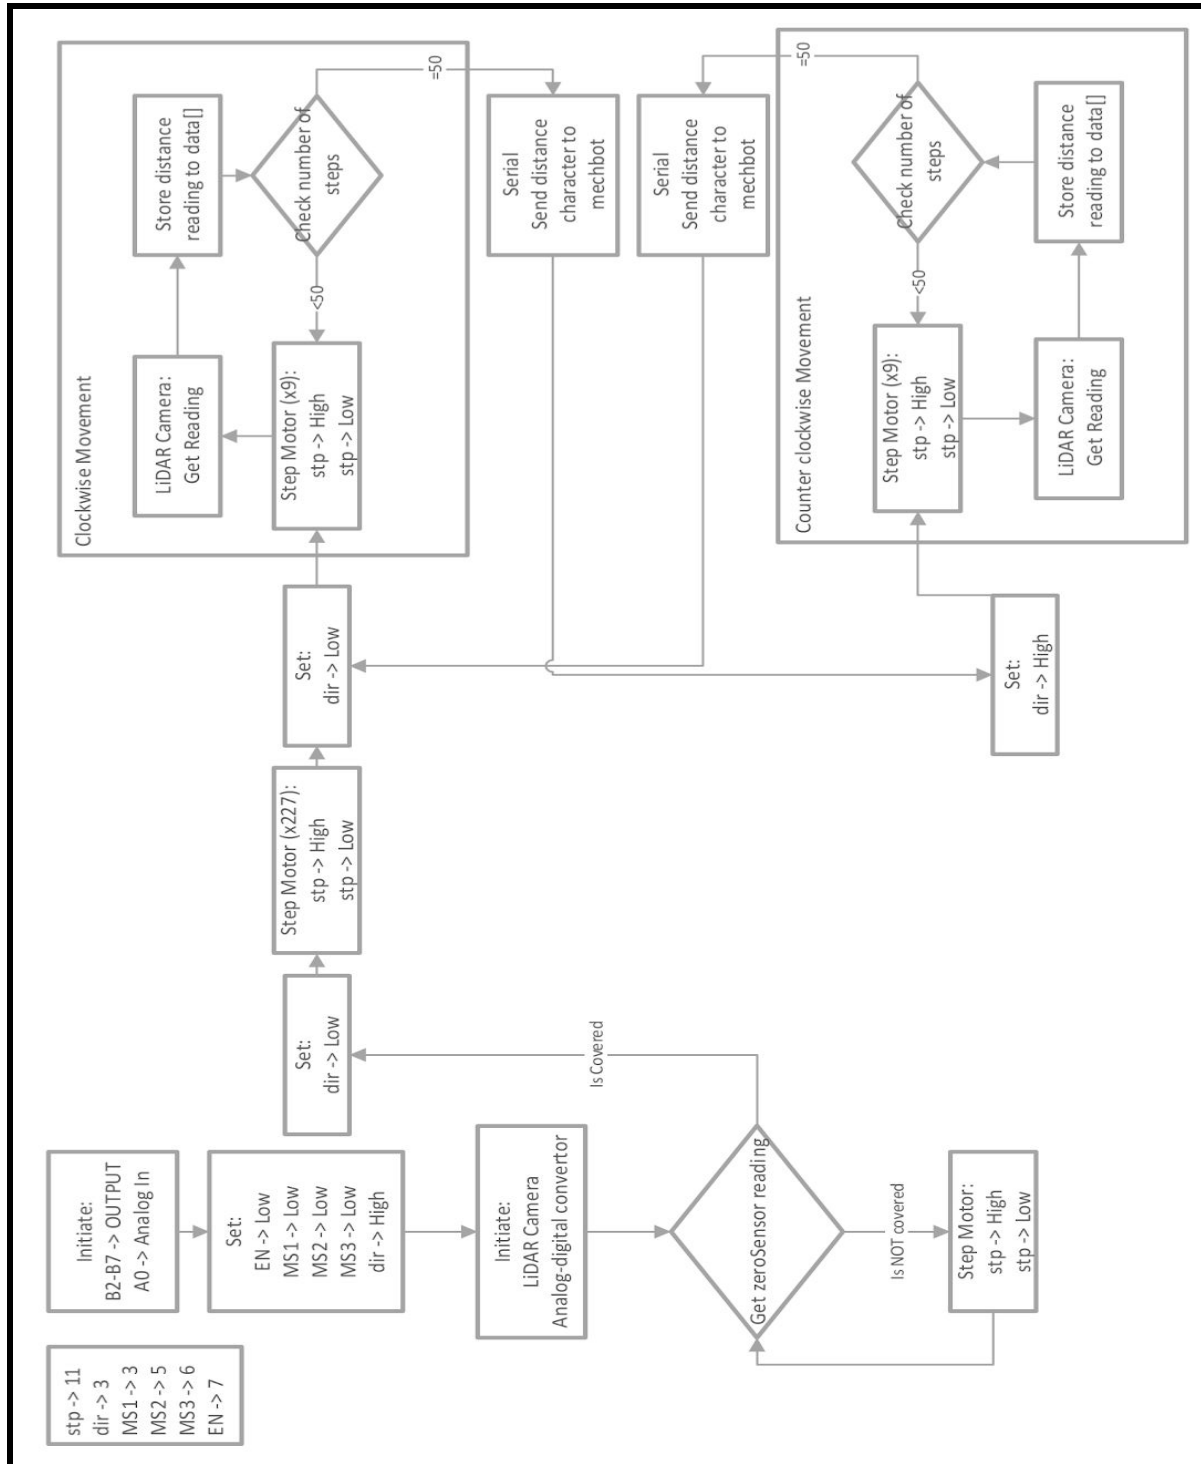 stp -> 11
dir -> 3
MS1 -> 3
MS2 -> 5
MS3 -> 6
EN -> 7
Initiate:
B2-B7 -> OUTPUT
A0 -> Analog In
Set:
EN -> Low
MS1 -> Low
MS2 -> Low
MS3 -> Low
dir -> High
Initiate:
LiDAR Camera
Analog-digital convertor
Get zeroSensor reading
Is NOT covered
Step Motor:
stp -> High
stp -> Low
Is Covered
Set:
dir -> Low
Step Motor (x227):
stp -> High
stp -> Low
Set:
dir -> Low
Clockwise Movement
Step Motor (x9):
stp -> High
stp -> Low
LiDAR Camera:
Get Reading
Store distance
reading to data[]
Check number of
steps
<50
=50
Serial
Send distance
character to
mechbot
Set:
dir -> High
Counter clockwise Movement
Step Motor (x9):
stp -> High
stp -> Low
LiDAR Camera:
Get Reading
Store distance
reading to data[]
Check number of
steps
<50
=50
Serial
Send distance
character to
mechbot